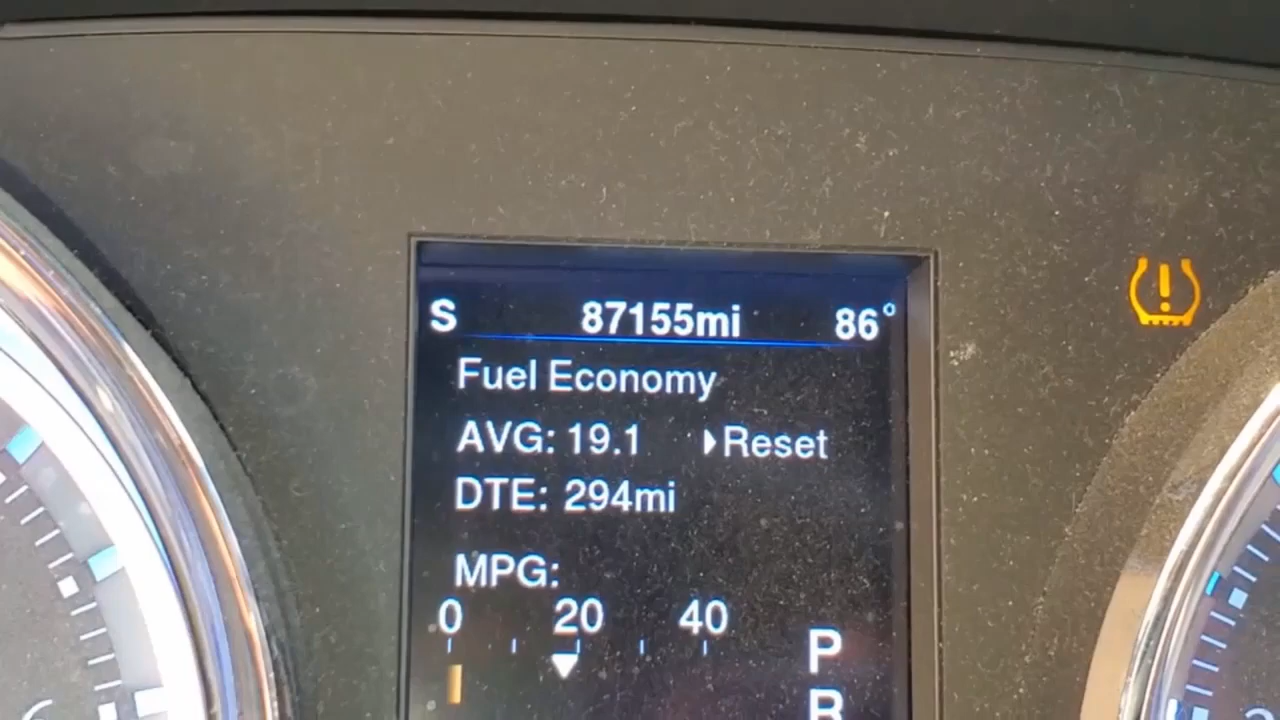 S 87155mi 86°
Fuel Economy
AVG: 19.1 Reset
DTE: 294mi
MPG:
0 20 40
P
R